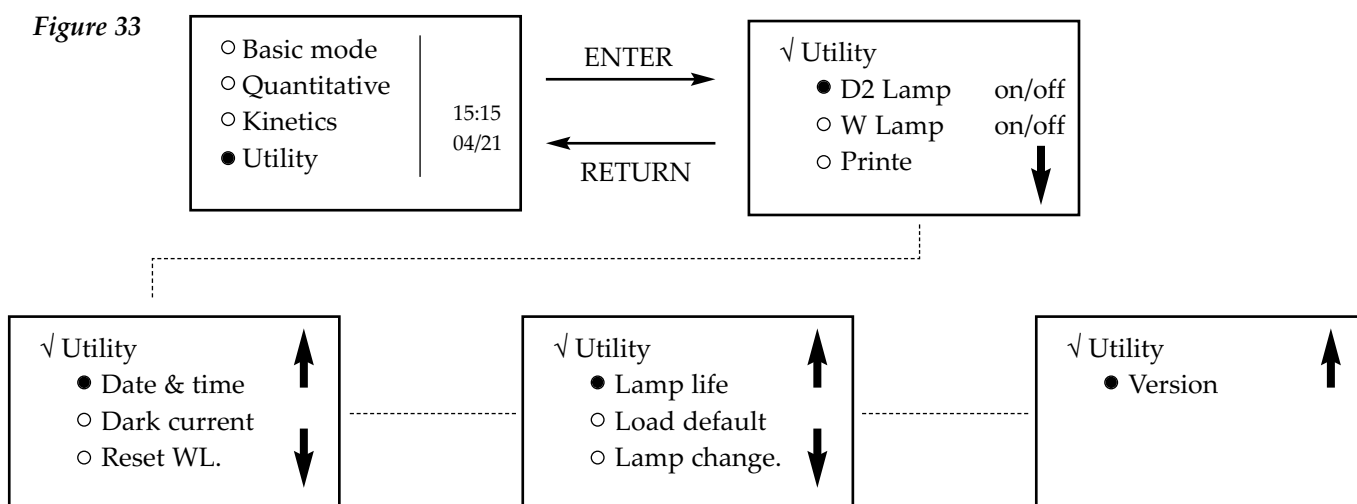 Figure 33
○ Basic mode
○ Quantitative
○ Kinetics
● Utility
15:15
04/21
ENTER
RETURN
√ Utility
● D2 Lamp on/off
○ W Lamp on/off
○ Printe
√ Utility
● Date & time
○ Dark current
○ Reset WL.
√ Utility
● Lamp life
○ Load default
○ Lamp change.
√ Utility
● Version